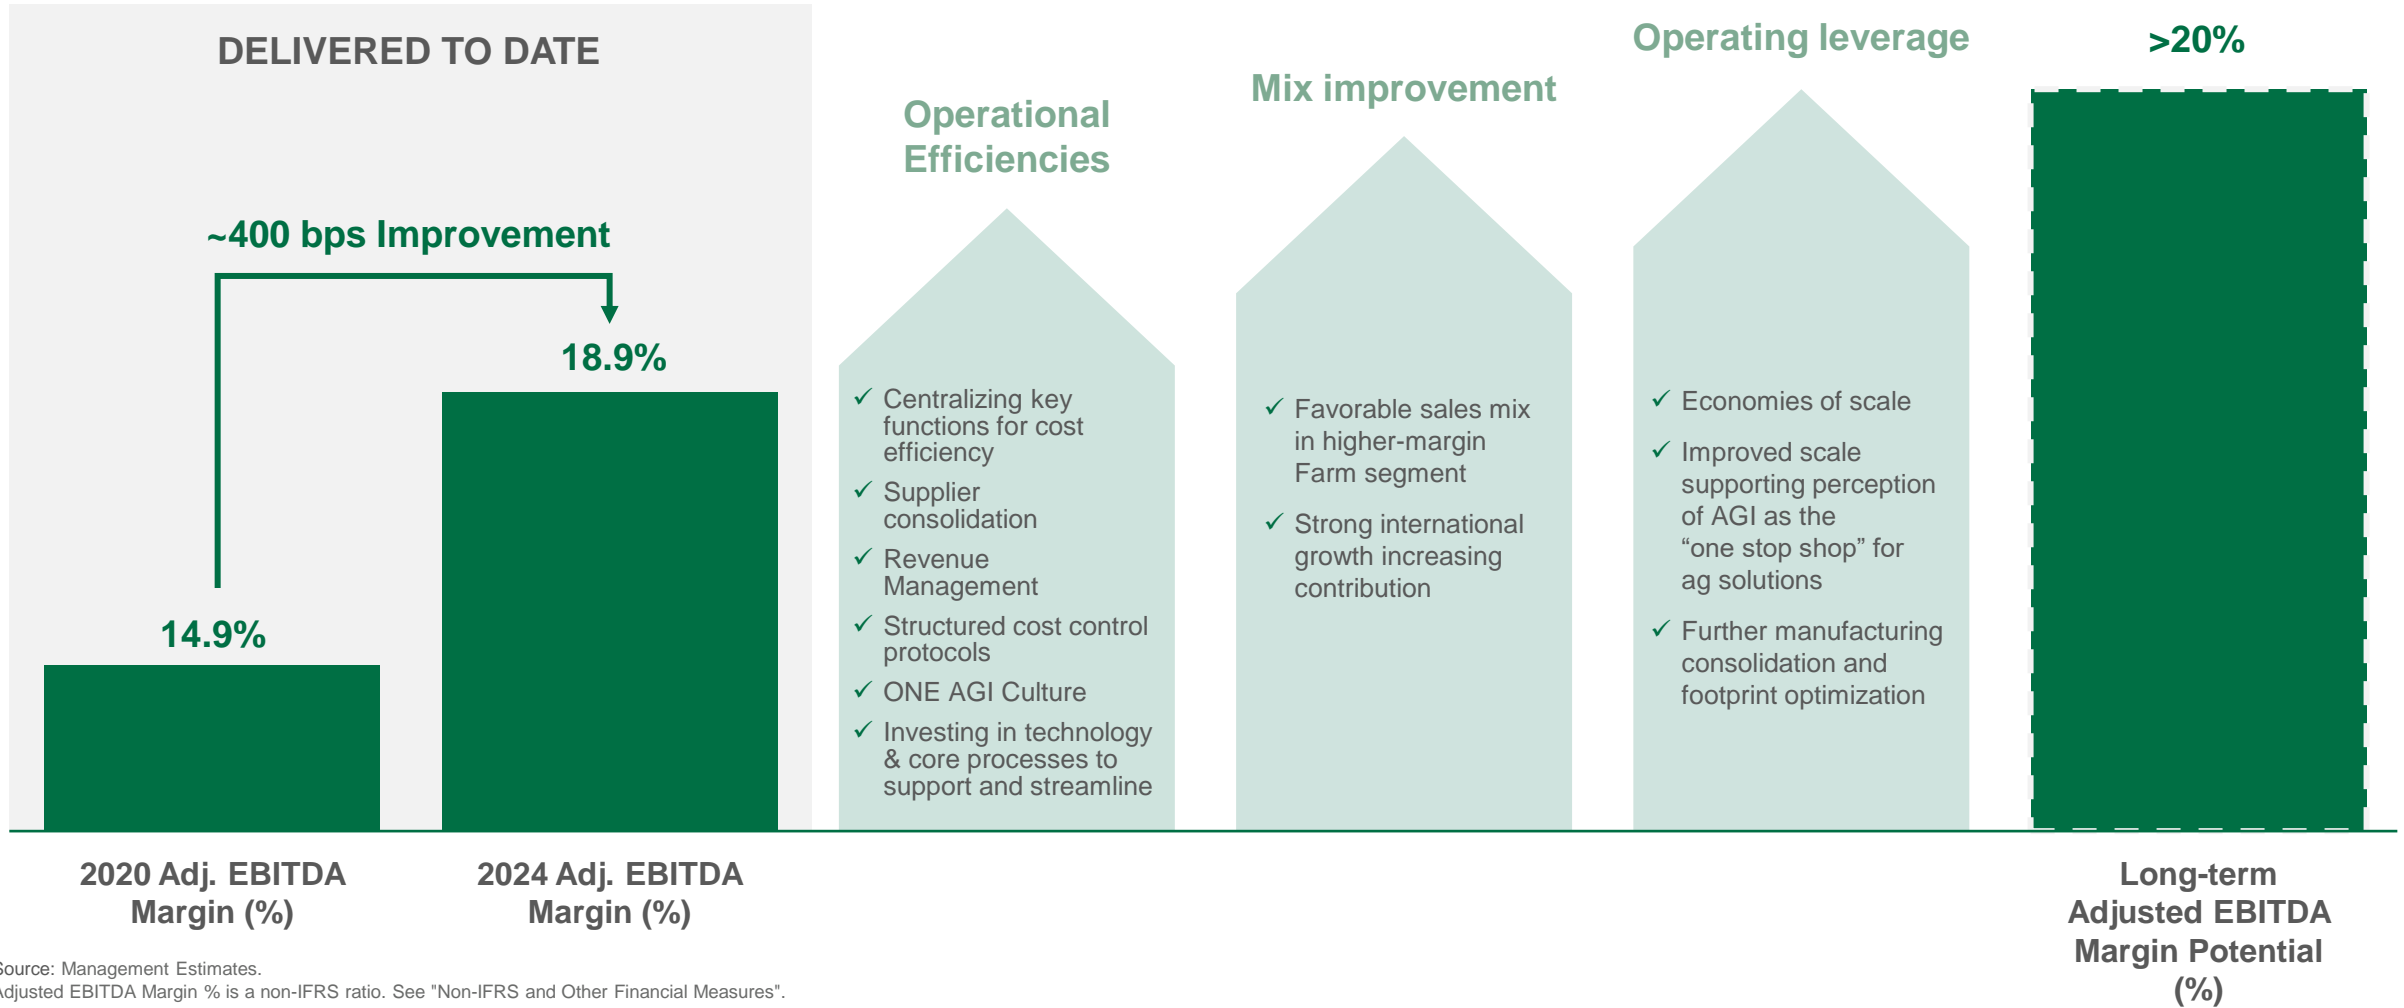 DELIVERED TO DATE
~400 bps Improvement
14.9%
18.9%
Operational
Efficiencies
✓ Centralizing key
functions for cost
efficiency
✓ Supplier
consolidation
✓ Revenue
Management
✓ Structured cost control
protocols
✓ ONE AGI Culture
✓ Investing in technology
& core processes to
support and streamline
Mix improvement
✓ Favorable sales mix
in higher-margin
Farm segment
✓ Strong international
growth increasing
contribution
Operating leverage
✓ Economies of scale
✓ Improved scale
supporting perception
of AGI as the
“one stop shop” for
ag solutions
✓ Further manufacturing
consolidation and
footprint optimization
>20%
2020 Adj. EBITDA
Margin (%)
2024 Adj. EBITDA
Margin (%)
Long-term
Adjusted EBITDA
Margin Potential
(%)
Source: Management Estimates.
Adjusted EBITDA Margin % is a non-IFRS ratio. See "Non-IFRS and Other Financial Measures".